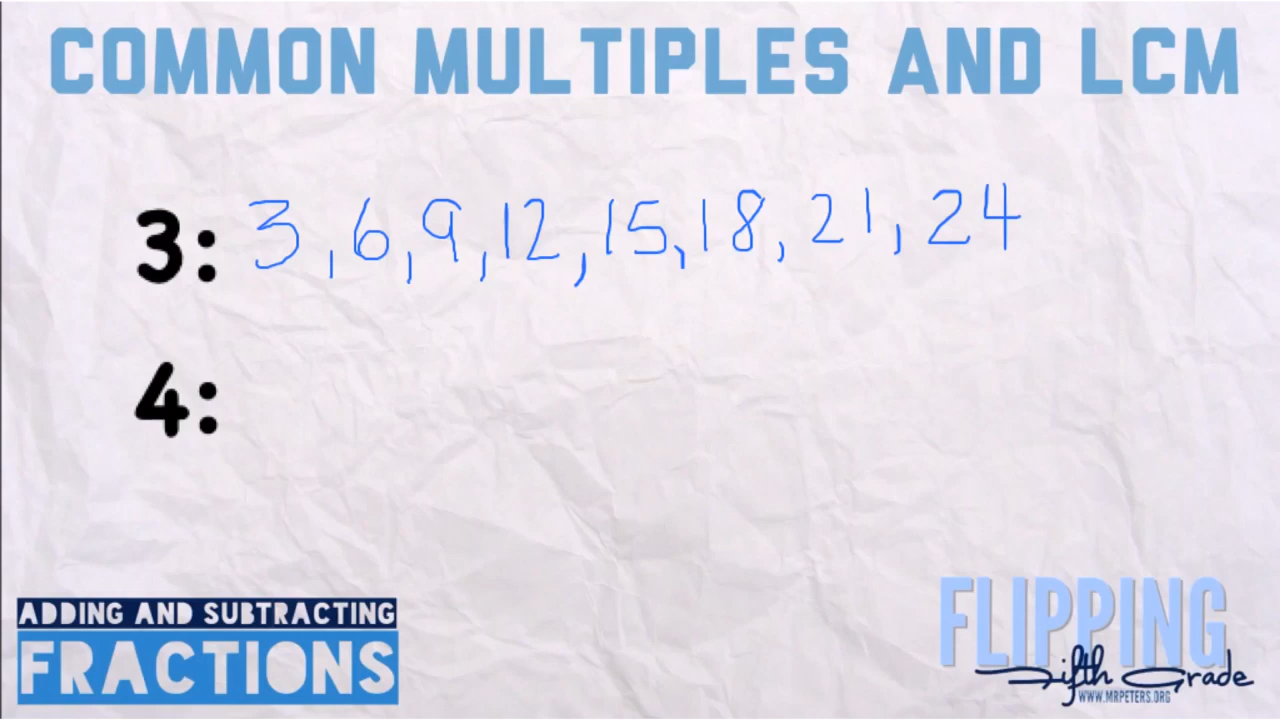 COMMON MULTIPLES AND LCM
3: 3, 6, 9, 12, 15, 18, 21, 24
4:
ADDING AND SUBTRACTING
FRACTIONS
FLIPPING
Fifth Grade
WWW.MRPETERS.ORG